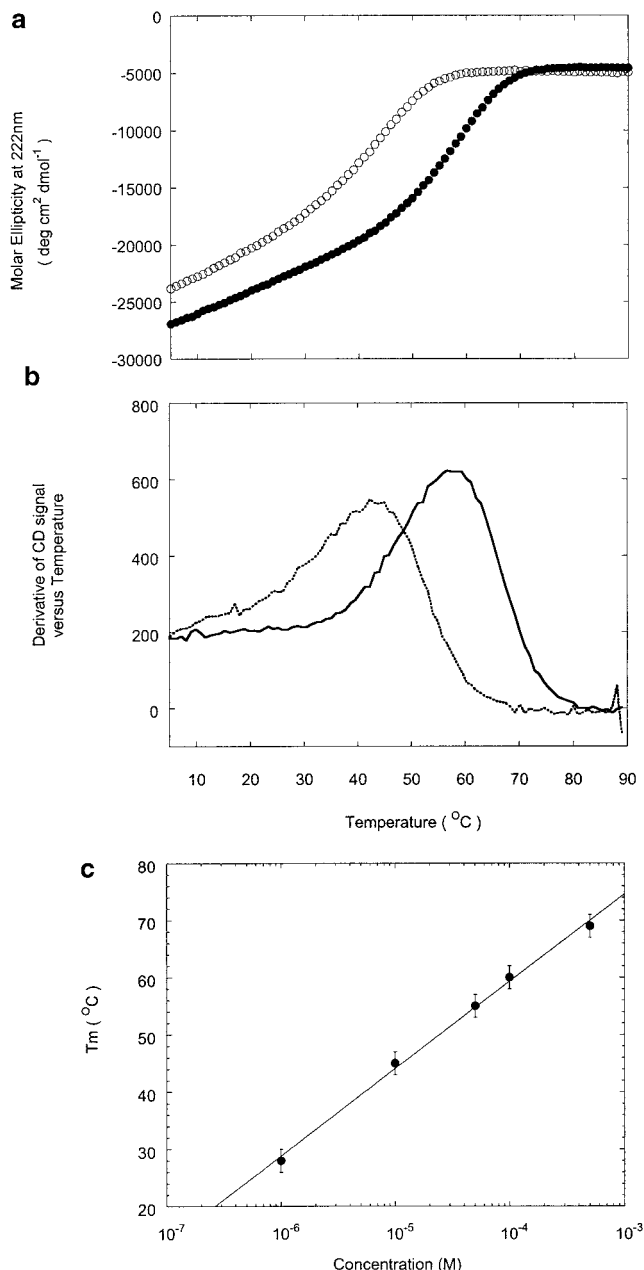 a
0
-5000
-10000
-15000
-20000
-25000
-30000
Molar Ellipticity at 222nm
( deg cm² dmol⁻¹ )
b
800
600
400
200
0
Derivative of CD signal
versus Temperature
10 20 30 40 50 60 70 80 90
Temperature ( ᴼC )
c
80
70
60
50
40
30
20
Tm ( ᴼC )
10⁻⁷ 10⁻⁶ 10⁻⁵ 10⁻⁴ 10⁻³
Concentration (M)